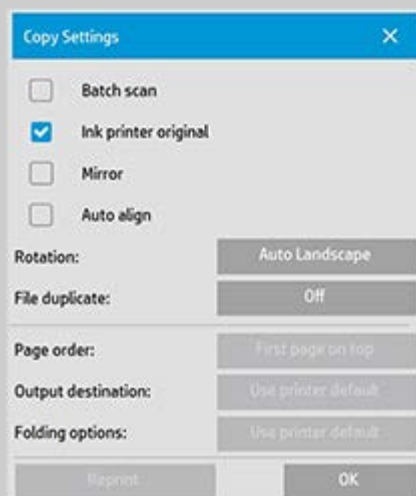 Copy Settings
Batch scan
Ink printer original
Mirror
Auto align
Rotation: Auto Landscape
File duplicate: Off
Page order: First page on top
Output destination: Use printer default
Folding options: Use printer default
Reprint OK